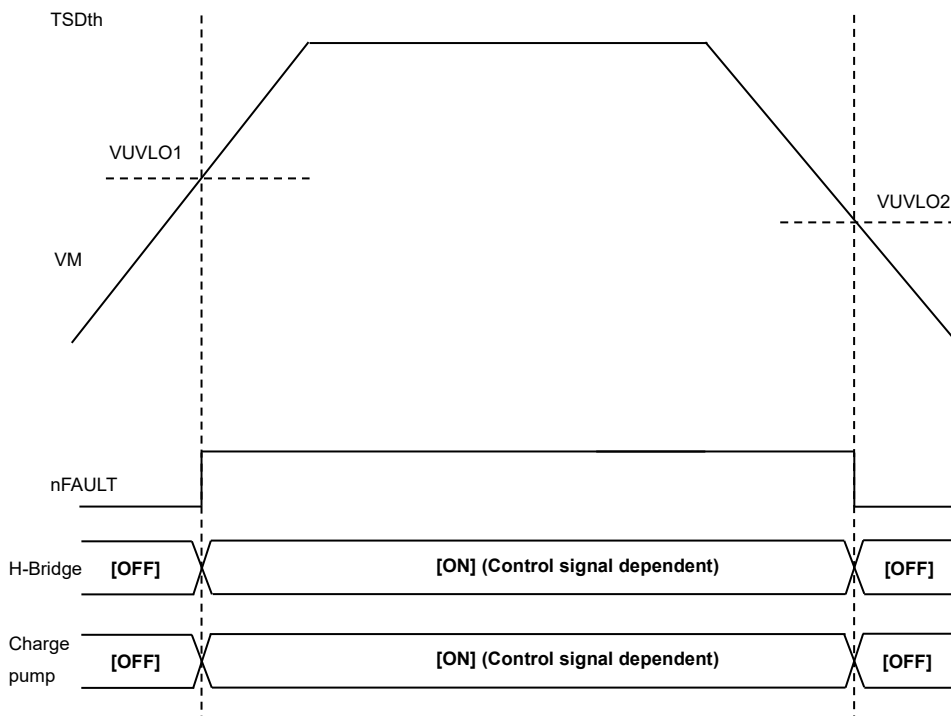 TSDth
VUVLO1
VUVLO2
VM
nFAULT
H-Bridge [OFF] [ON] (Control signal dependent) [OFF]
Charge
pump [OFF] [ON] (Control signal dependent) [OFF]